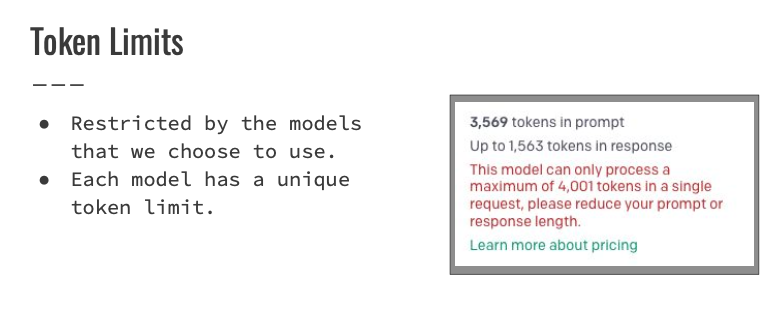 Token Limits
___
● Restricted by the models
that we choose to use.
● Each model has a unique
token limit.
3,569 tokens in prompt
Up to 1,563 tokens in response
This model can only process a
maximum of 4,001 tokens in a single
request, please reduce your prompt or
response length.
Learn more about pricing